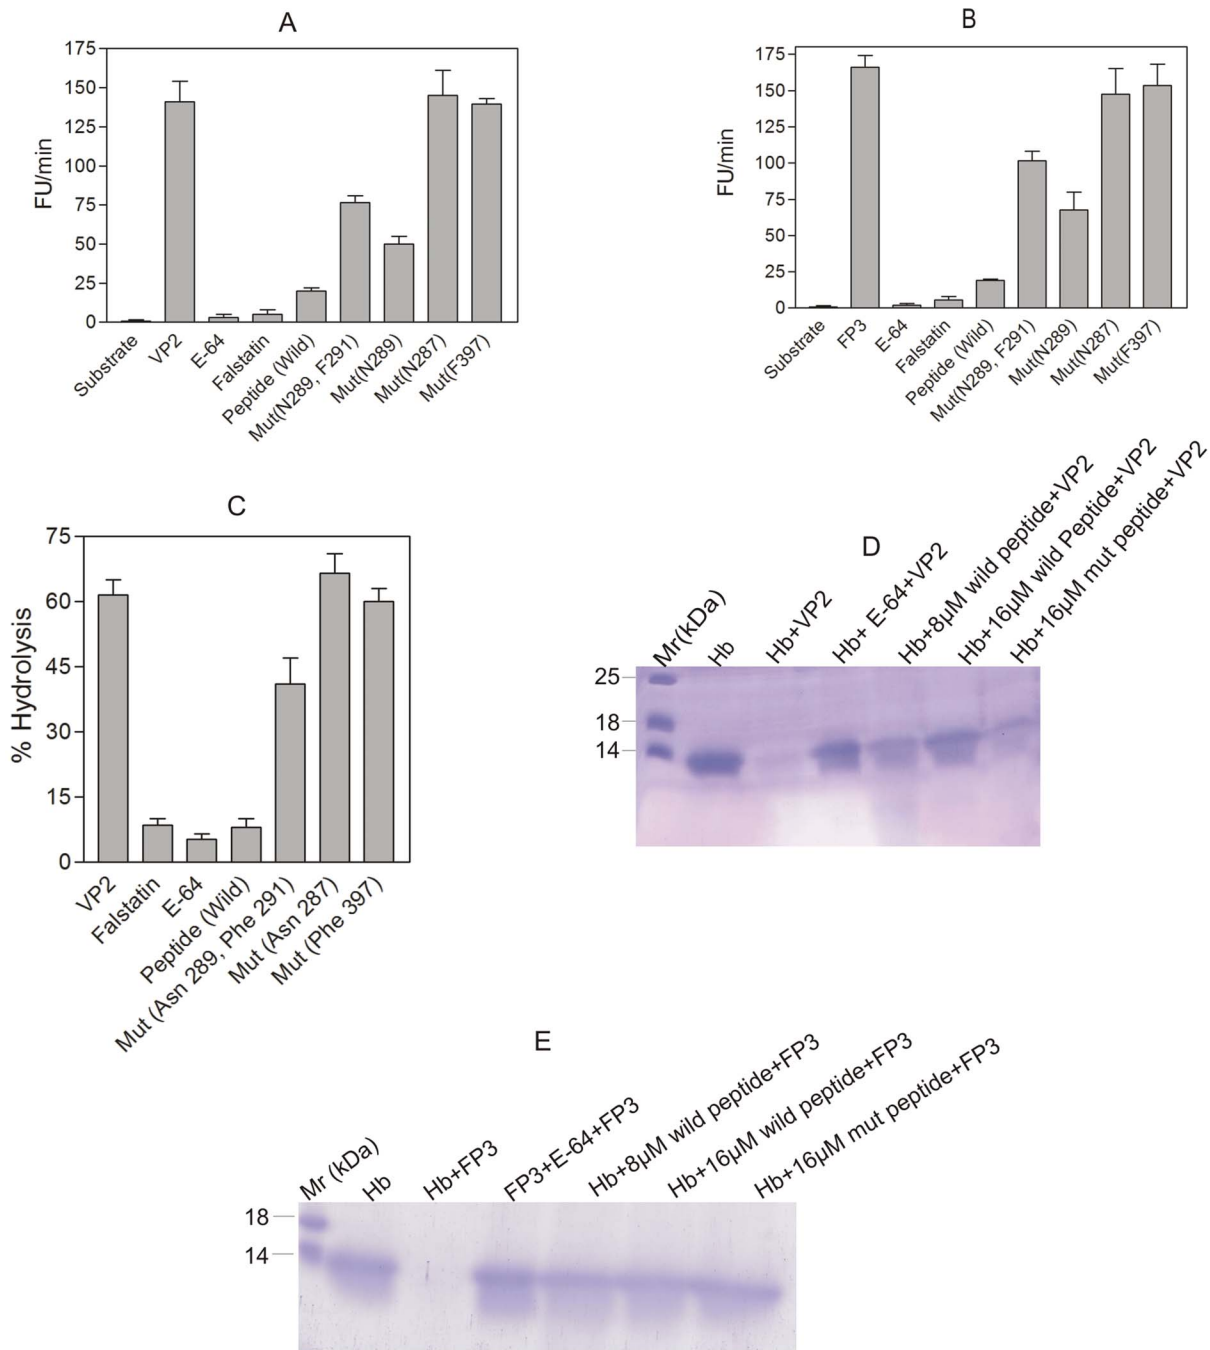 A
FU/min
175
150
125
100
75
50
25
0
Substrate
VP2
E-64
Falstatin
Peptide (Wild)
Mut(N289, F291)
Mut(N289)
Mut(N287)
Mut(F397)
B
FU/min
175
150
125
100
75
50
25
0
Substrate
FP3
E-64
Falstatin
Peptide (Wild)
Mut(N289, F291)
Mut(N289)
Mut(N287)
Mut(F397)
C
% Hydrolysis
75
60
45
30
15
0
VP2
Falstatin
E-64
Peptide (Wild)
Mut (Asn 289, Phe 291)
Mut (Asn 287)
Mut (Phe 397)
D
Mr(kDa)
Hb
Hb+VP2
Hb+ E-64+VP2
Hb+8µM wild peptide+VP2
Hb+16µM wild Peptide+VP2
Hb+16µM mut peptide+VP2
25
18
14
E
Mr (kDa)
Hb
Hb+FP3
FP3+E-64+FP3
Hb+8µM wild peptide+FP3
Hb+16µM wild peptide+FP3
Hb+16µM mut peptide+FP3
18
14